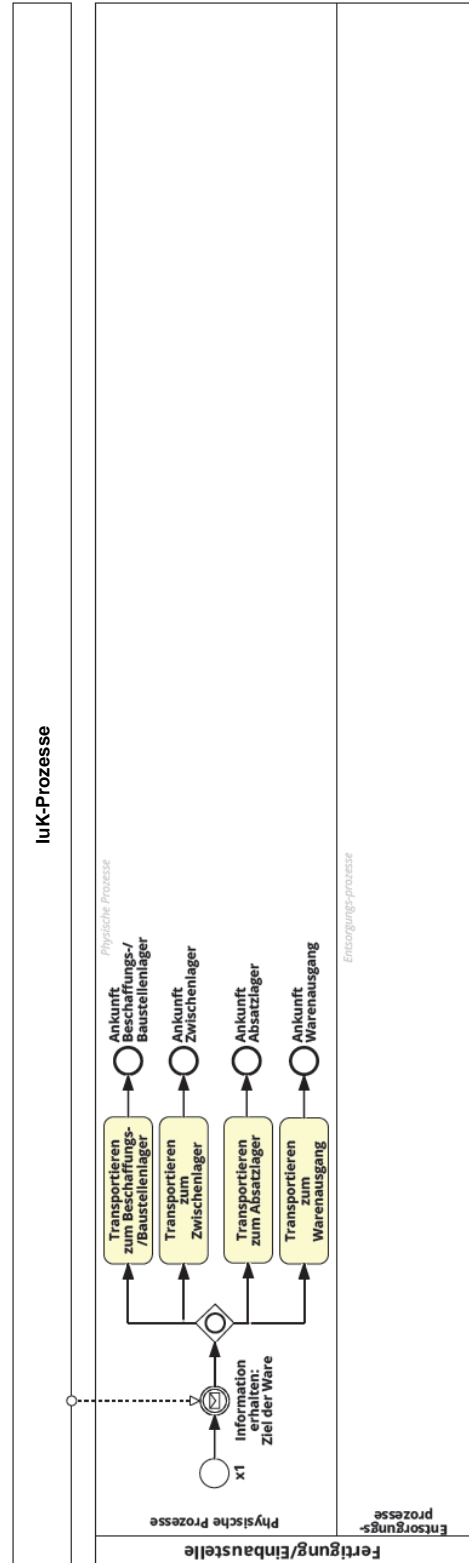 IuK-Prozesse
Fertigung/Einbaustelle
Physische Prozesse
Entsorgungs-
prozesse
Physische Prozesse
Entsorgungs-prozesse
x1
Information
erhalten:
Ziel der Ware
Transportieren
zum Beschaffungs-
/Baustellenlager
Ankunft
Beschaffungs-/
Baustellenlager
Transportieren
zum
Zwischenlager
Ankunft
Zwischenlager
Transportieren
zum Absatzlager
Ankunft
Absatzlager
Transportieren
zum
Warenausgang
Ankunft
Warenausgang